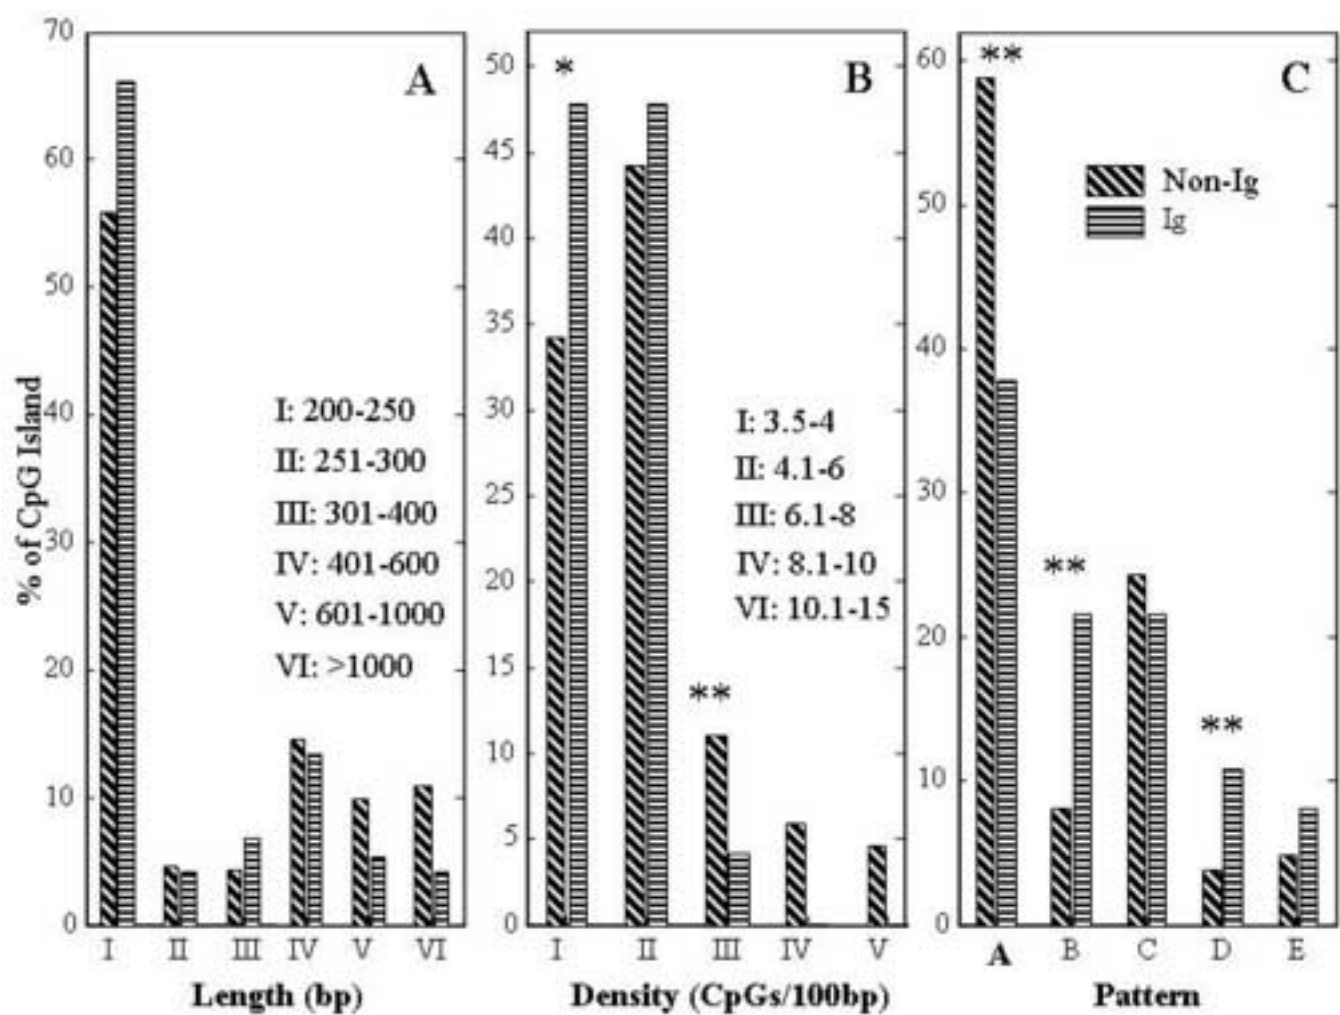 % of CpG Island
70
60
50
40
30
20
10
0
A
I: 200-250
II: 251-300
III: 301-400
IV: 401-600
V: 601-1000
VI: >1000
I II III IV V VI
Length (bp)
50
45
40
35
30
25
20
15
10
5
0
*
B
I: 3.5-4
II: 4.1-6
III: 6.1-8
IV: 8.1-10
VI: 10.1-15
**
I II III IV V
Density (CpGs/100bp)
60
50
40
30
20
10
0
**
C
Non-Ig
Ig
**
**
A B C D E
Pattern